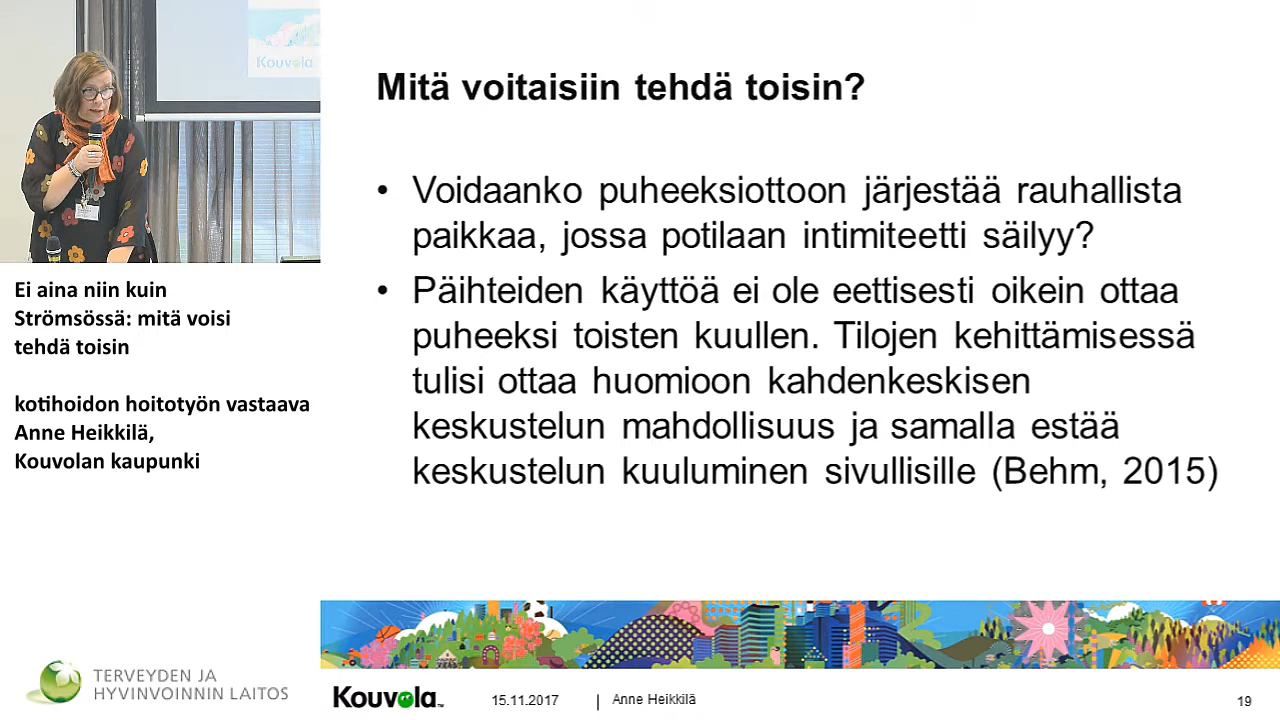 Kouvola
Ei aina niin kuin
Strömsössä: mitä voisi
tehdä toisin
kotihoidon hoitotyön vastaava
Anne Heikkilä,
Kouvolan kaupunki
TERVEYDEN JA
HYVINVOINNIN LAITOS
Mitä voitaisiin tehdä toisin?
• Voidaanko puheeksiottoon järjestää rauhallista
paikkaa, jossa potilaan intimiteetti säilyy?
• Päihteiden käyttöä ei ole eettisesti oikein ottaa
puheeksi toisten kuullen. Tilojen kehittämisessä
tulisi ottaa huomioon kahdenkeskisen
keskustelun mahdollisuus ja samalla estää
keskustelun kuuluminen sivullisille (Behm, 2015)
Kouvola™
15.11.2017 | Anne Heikkilä
19